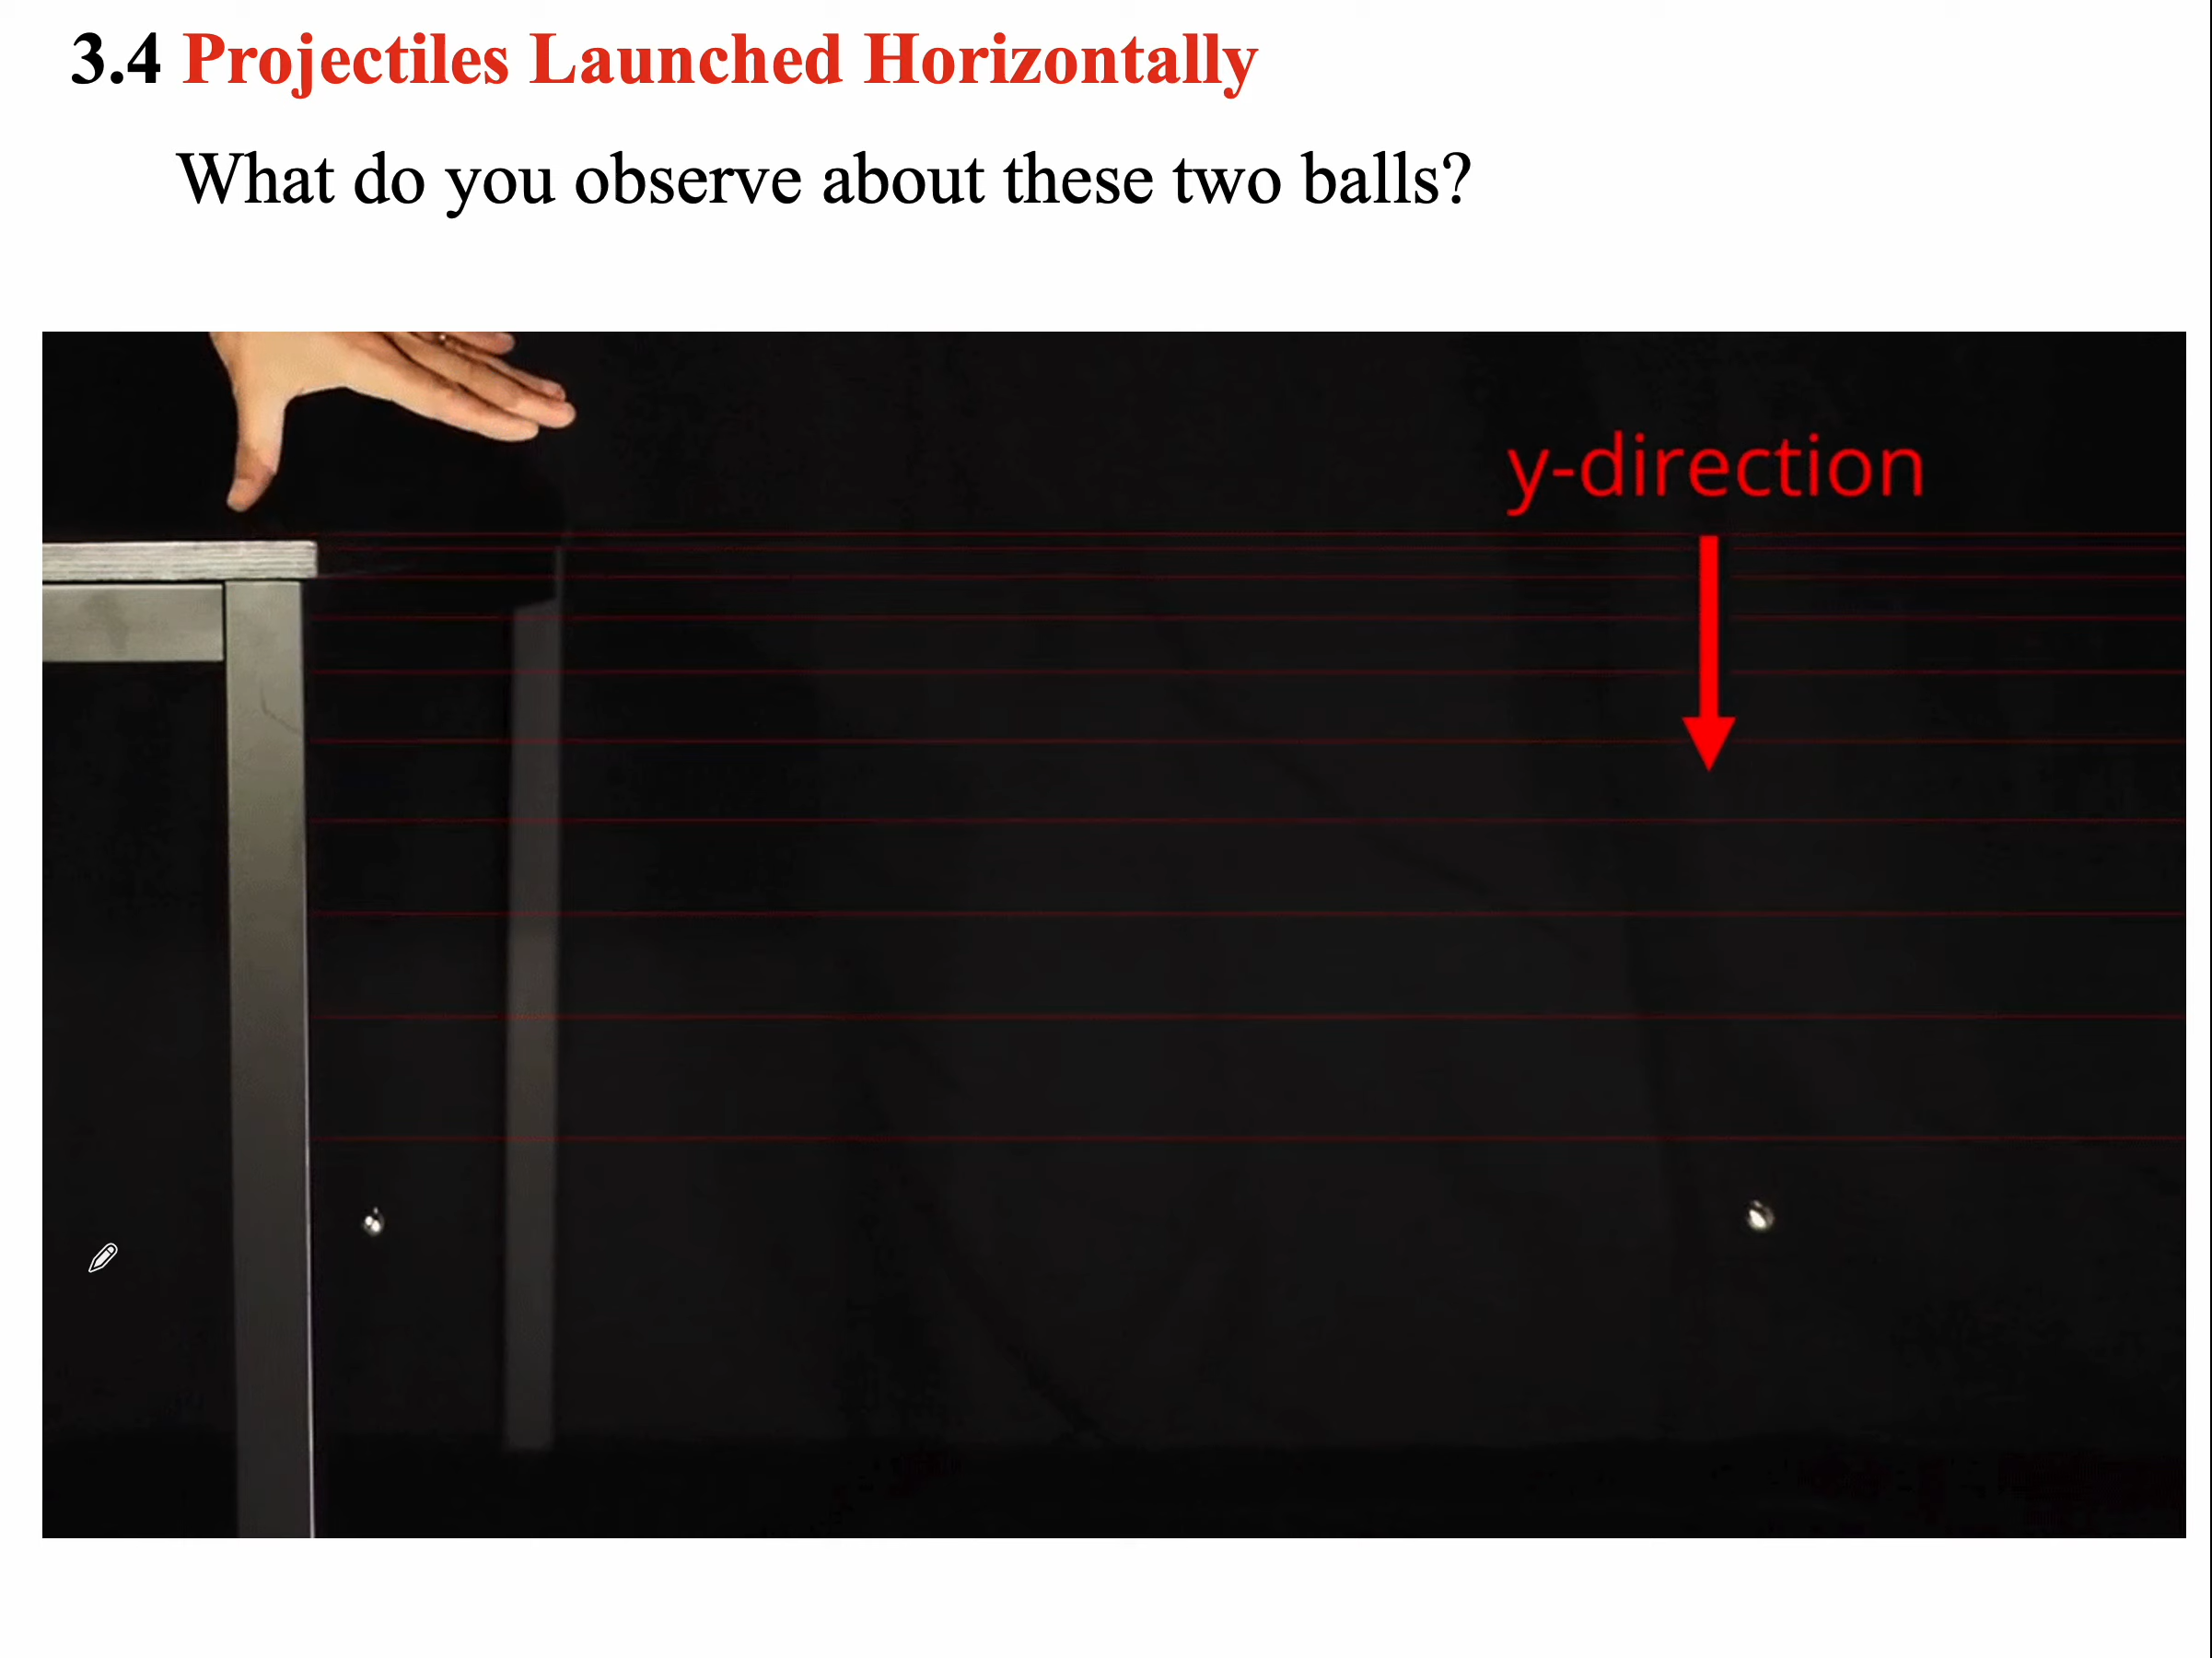 3.4 Projectiles Launched Horizontally
What do you observe about these two balls?
y-direction